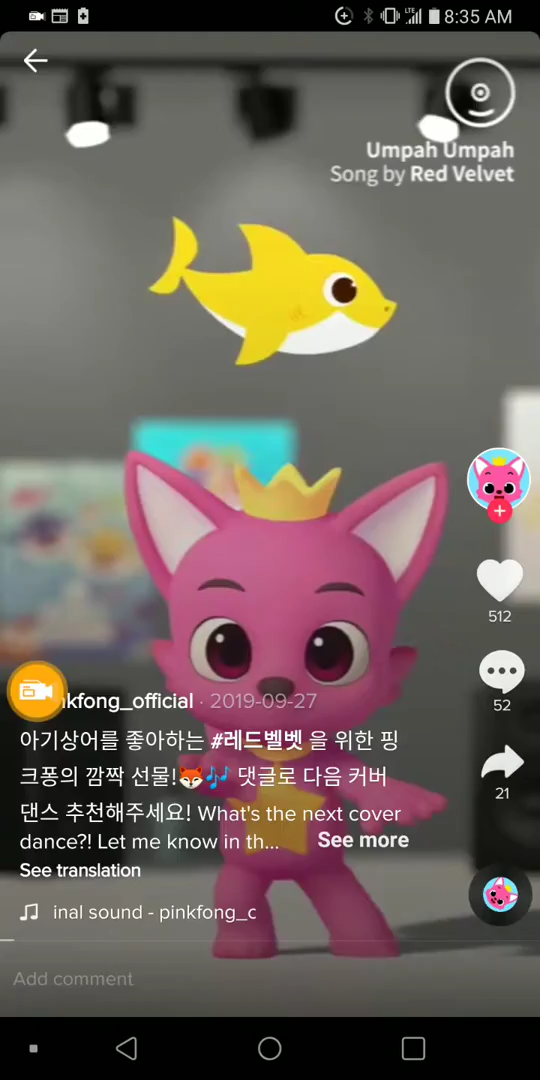 8:35 AM
LTE
Umpah Umpah
Song by Red Velvet
512
52
21
nkfong_official · 2019-09-27
아기상어를 좋아하는 #레드벨벳 을 위한 핑
크퐁의 깜짝 선물!🦊🎶 댓글로 다음 커버
댄스 추천해주세요! What's the next cover
dance?! Let me know in th... See more
See translation
inal sound - pinkfong_c
Add comment